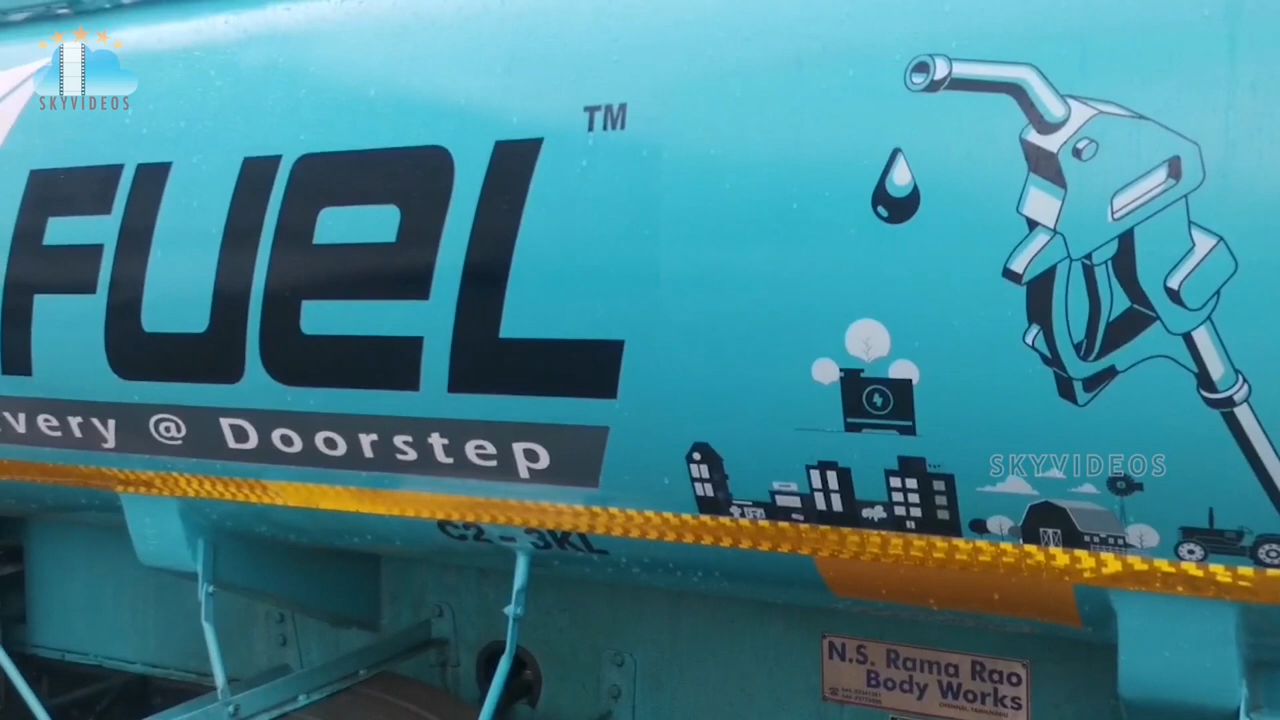 SKYVIDEOS
FUEL
TM
very @ Doorstep
SKYVIDEOS
C2 - 3KL
N.S. Rama Rao
Body Works